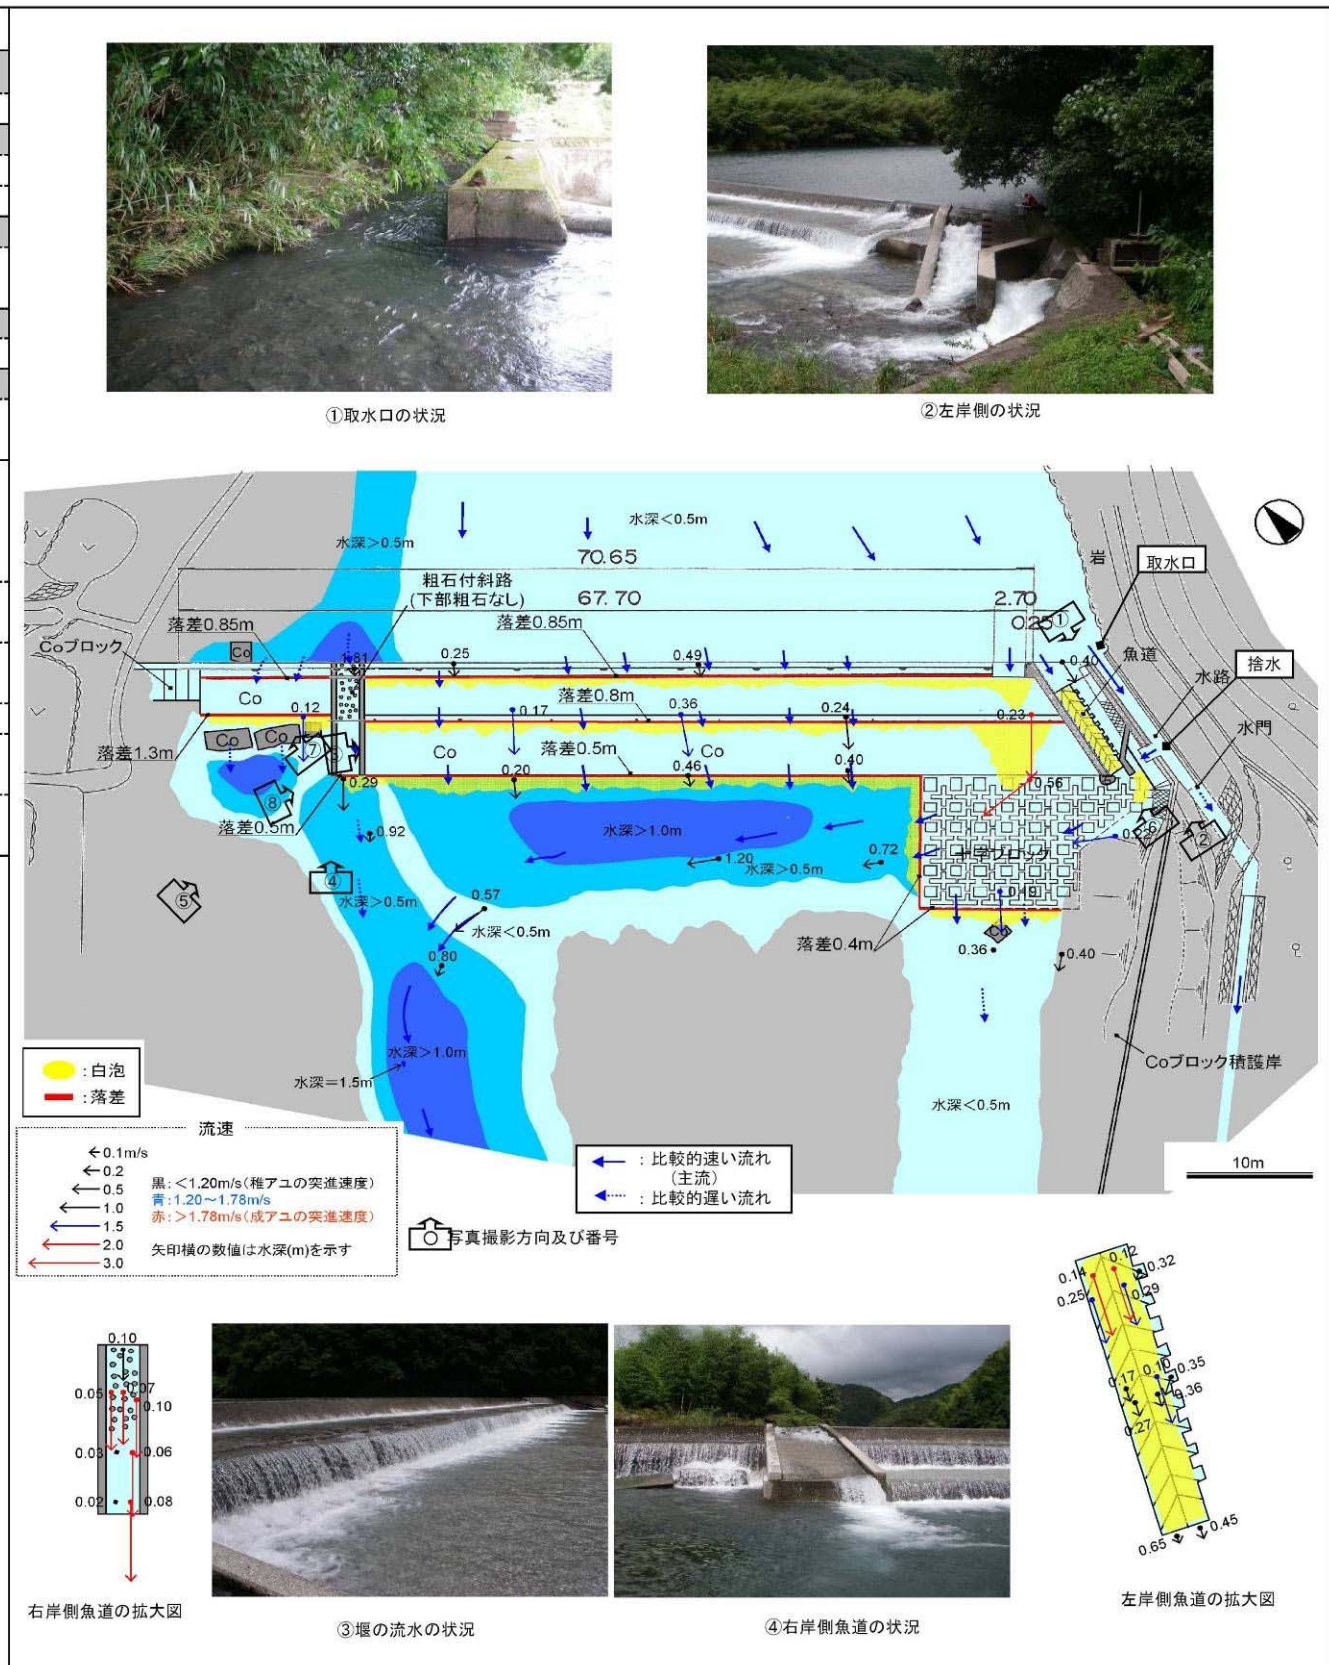 ①取水口の状況
②左岸側の状況
水深<0.5m
水深>0.5m
70.65
岩
取水口
粗石付斜路
(下部粗石なし)
67.70
2.70
0.25
①
落差0.85m
落差0.85m
Coブロック
Co
1.81
0.25
0.49
0.40
魚道
捨水
水路
Co
落差0.8m
0.12
0.17
0.36
0.24
0.23
水門
Co
Co
⑦
落差1.3m
落差0.5m
Co
Co
0.29
0.20
0.46
0.40
0.56
⑧
落差0.5m
0.92
水深>1.0m
1.20
水深>0.5m
0.72
十字ブロック
②
④
⑤
水深>0.5m
0.57
水深<0.5m
0.49
Co
落差0.4m
0.36
0.40
0.80
水深>1.0m
水深=1.5m
Coブロック積護岸
水深<0.5m
:白泡
:落差
流速
0.1m/s
0.2
0.5
1.0
1.5
2.0
3.0
黒:<1.20m/s(稚アユの突進速度)
青:1.20~1.78m/s
赤:>1.78m/s(成アユの突進速度)
矢印横の数値は水深(m)を示す
:比較的速い流れ
(主流)
:比較的遅い流れ
写真撮影方向及び番号
10m
0.10
0.05
0.07
0.10
0.03
0.06
0.02
0.08
右岸側魚道の拡大図
③堰の流水の状況
④右岸側魚道の状況
0.14
0.12
0.32
0.25
0.29
0.17
0.10
0.35
0.36
0.27
0.65
0.45
左岸側魚道の拡大図